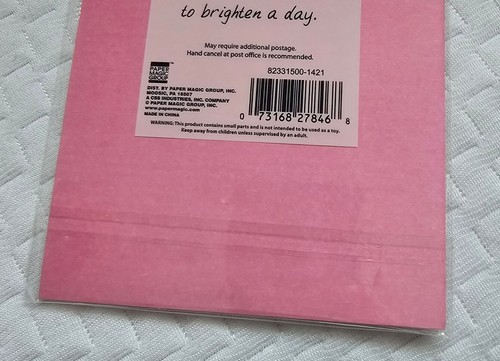 to brighten a day.
May require additional postage.
Hand cancel at post office is recommended.
82331500-1421
PAPER
MAGIC
GROUP
DIST. BY PAPER MAGIC GROUP, INC.
MOOSIC, PA 18507
A CSS INDUSTRIES, INC. COMPANY
© PAPER MAGIC GROUP, INC.
www.papermagic.com
MADE IN CHINA
0 73168 27846 8
WARNING: This product contains small parts and is not intended to be used as a toy.
Keep away from children unless supervised by an adult.